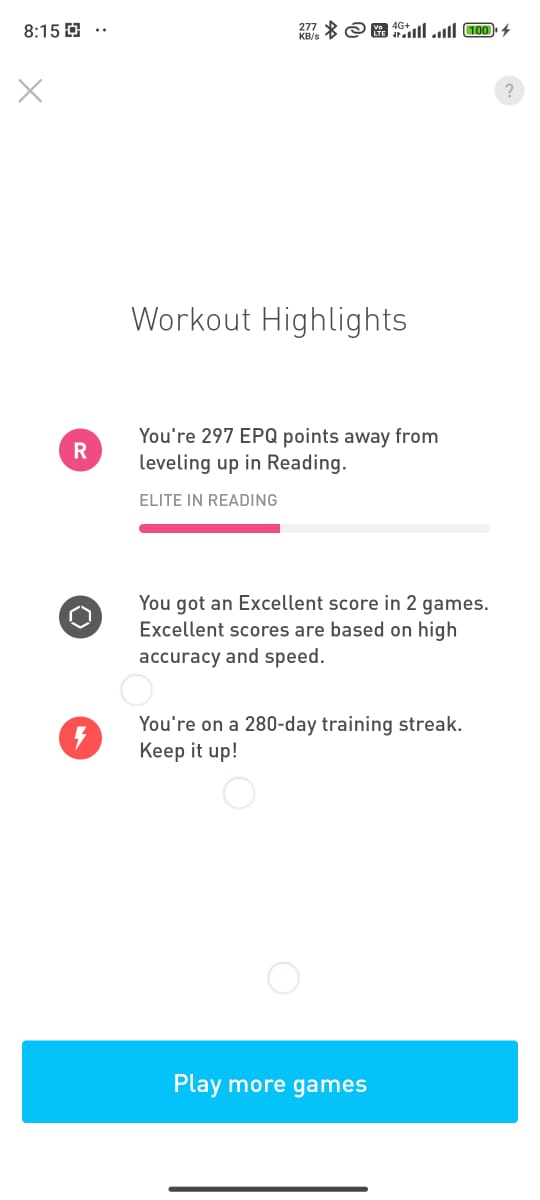 8:15
277 KB/s
Vo LTE
4G+
100
?
Workout Highlights
R
You're 297 EPQ points away from
leveling up in Reading.
ELITE IN READING
You got an Excellent score in 2 games.
Excellent scores are based on high
accuracy and speed.
You're on a 280-day training streak.
Keep it up!
Play more games